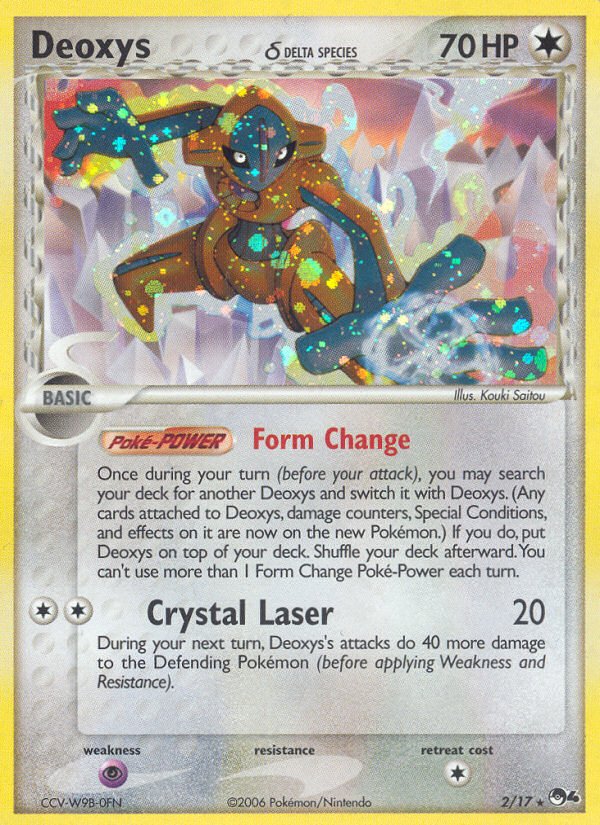 Deoxys δ DELTA SPECIES 70 HP
BASIC
Illus. Kouki Saitou
Poké-POWER Form Change
Once during your turn (before your attack), you may search
your deck for another Deoxys and switch it with Deoxys. (Any
cards attached to Deoxys, damage counters, Special Conditions,
and effects on it are now on the new Pokémon.) If you do, put
Deoxys on top of your deck. Shuffle your deck afterward. You
can't use more than 1 Form Change Poké-Power each turn.
Crystal Laser 20
During your next turn, Deoxys's attacks do 40 more damage
to the Defending Pokémon (before applying Weakness and
Resistance).
weakness resistance retreat cost
CCV-W9B-0FN ©2006 Pokémon/Nintendo 2/17 ★ 4